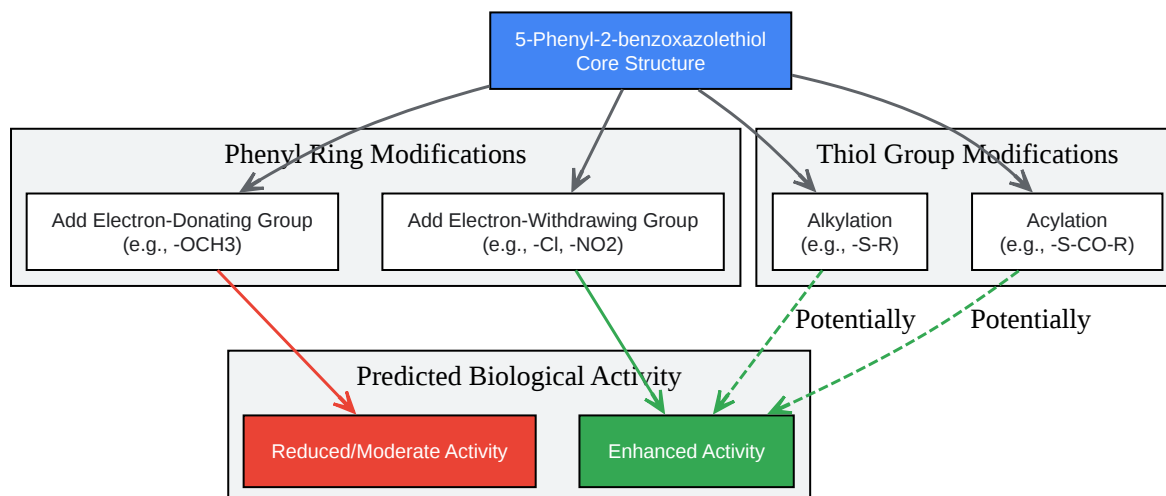 5-Phenyl-2-benzoxazolethiol
Core Structure
Phenyl Ring Modifications
Thiol Group Modifications
Add Electron-Donating Group
(e.g., -OCH3)
Add Electron-Withdrawing Group
(e.g., -Cl, -NO2)
Alkylation
(e.g., -S-R)
Acylation
(e.g., -S-CO-R)
Potentially
Potentially
Predicted Biological Activity
Reduced/Moderate Activity
Enhanced Activity